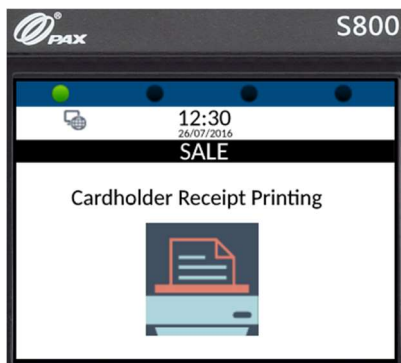 PAX S800
12:30
26/07/2016
SALE
Cardholder Receipt Printing